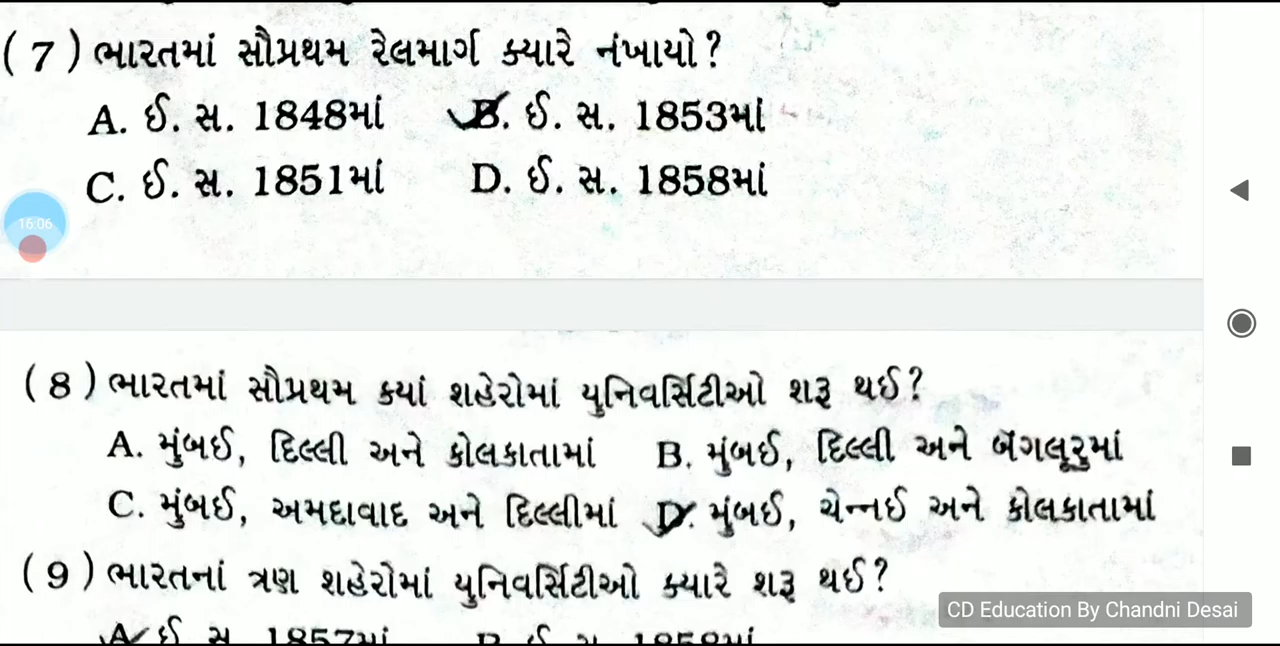 (7) ભારતમાં સૌપ્રથમ રેલમાર્ગ ક્યારે નંખાયો?
A. ઈ. સ. 1848માં B. ઈ. સ. 1853માં
C. ઈ. સ. 1851માં D. ઈ. સ. 1858માં
16:06
(8) ભારતમાં સૌપ્રથમ કયાં શહેરોમાં યુનિવર્સિટીઓ શરૂ થઈ?
A. મુંબઈ, દિલ્લી અને કોલકાતામાં B. મુંબઈ, દિલ્લી અને બૅંગલૂરુમાં
C. મુંબઈ, અમદાવાદ અને દિલ્લીમાં D. મુંબઈ, ચેન્નઈ અને કોલકાતામાં
(9) ભારતનાં ત્રણ શહેરોમાં યુનિવર્સિટીઓ ક્યારે શરૂ થઈ?
CD Education By Chandni Desai
A ઈ સ 1857માં